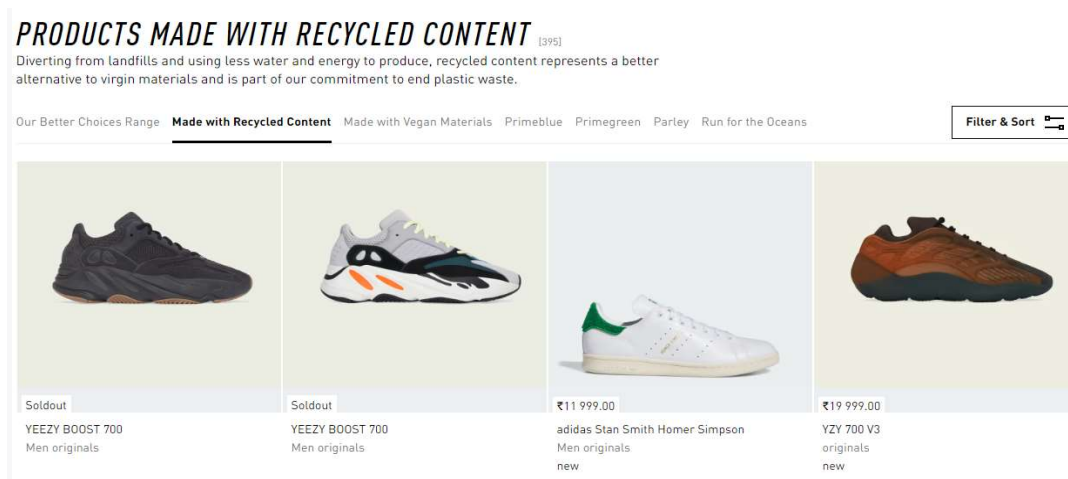 PRODUCTS MADE WITH RECYCLED CONTENT [395]
Diverting from landfills and using less water and energy to produce, recycled content represents a better
alternative to virgin materials and is part of our commitment to end plastic waste.
Our Better Choices Range Made with Recycled Content Made with Vegan Materials Primeblue Primegreen Parley Run for the Oceans Filter & Sort
Soldout
YEEZY BOOST 700
Men originals
Soldout
YEEZY BOOST 700
Men originals
₹11 999.00
adidas Stan Smith Homer Simpson
Men originals
new
₹19 999.00
YZY 700 V3
originals
new